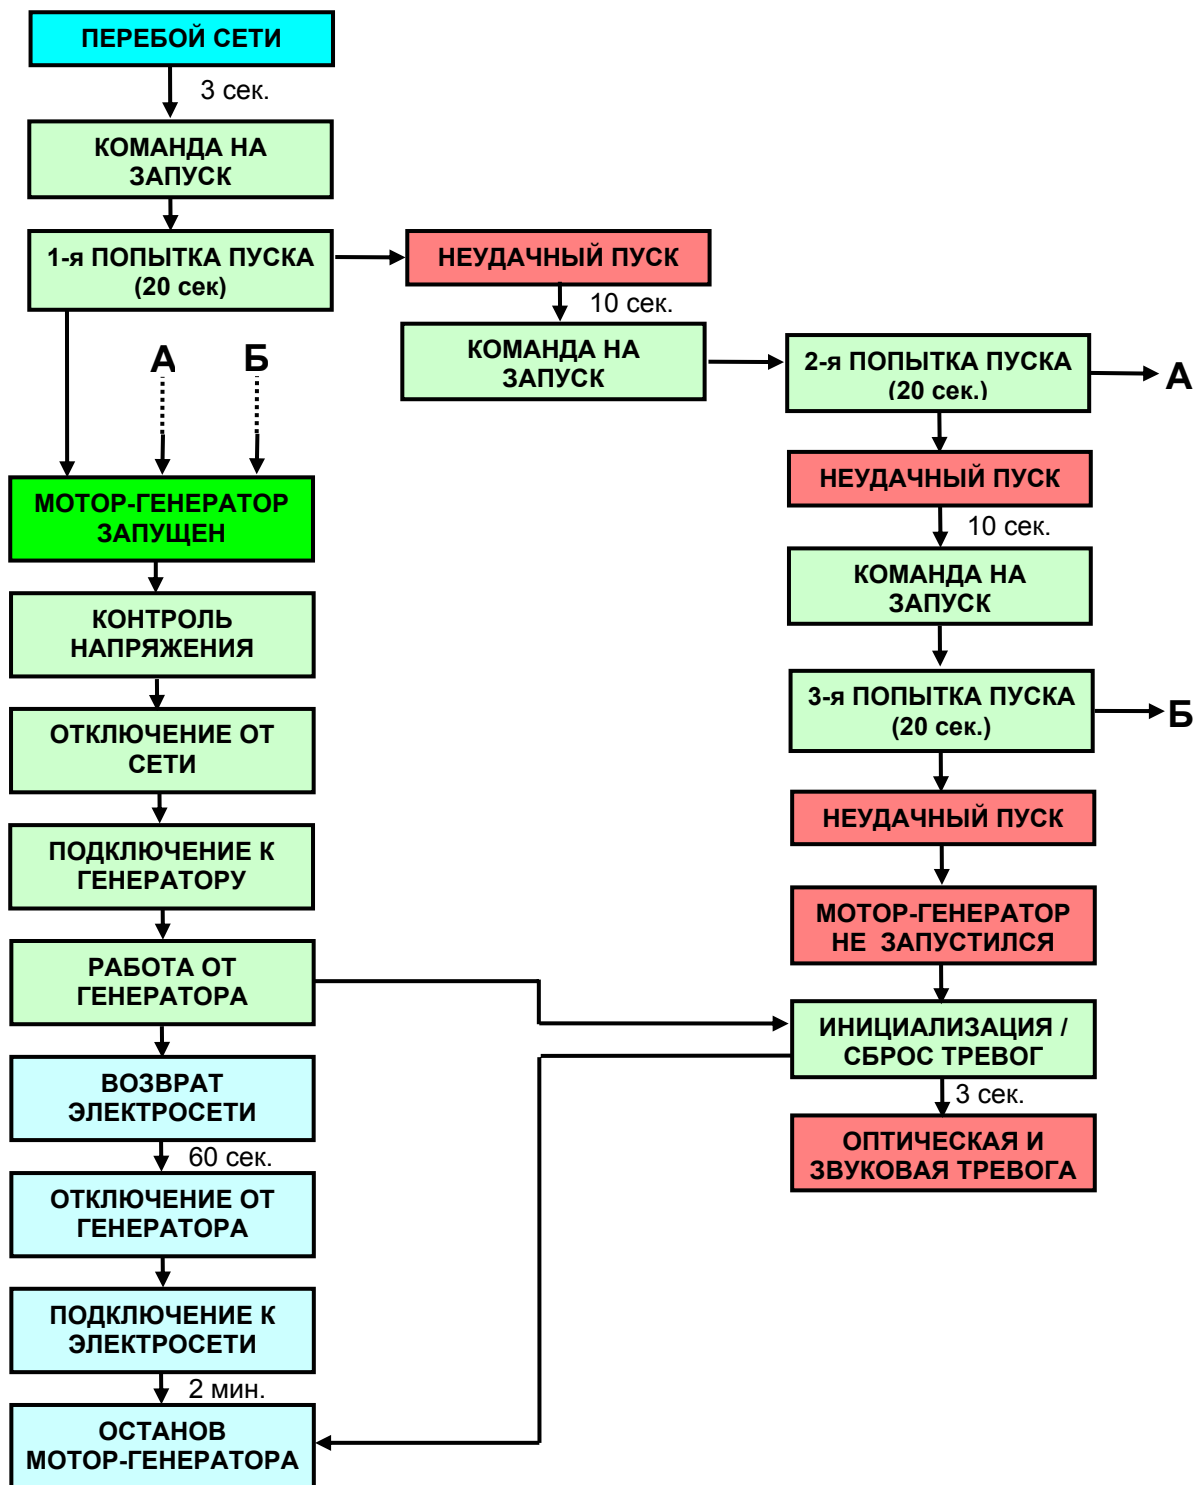 ПЕРЕБОЙ СЕТИ
3 сек.
КОМАНДА НА
ЗАПУСК
1-я ПОПЫТКА ПУСКА
(20 сек)
НЕУДАЧНЫЙ ПУСК
10 сек.
КОМАНДА НА
ЗАПУСК
2-я ПОПЫТКА ПУСКА
(20 сек.)
А
А
Б
НЕУДАЧНЫЙ ПУСК
10 сек.
КОМАНДА НА
ЗАПУСК
3-я ПОПЫТКА ПУСКА
(20 сек.)
Б
НЕУДАЧНЫЙ ПУСК
МОТОР-ГЕНЕРАТОР
НЕ ЗАПУСТИЛСЯ
ИНИЦИАЛИЗАЦИЯ /
СБРОС ТРЕВОГ
3 сек.
ОПТИЧЕСКАЯ И
ЗВУКОВАЯ ТРЕВОГА
МОТОР-ГЕНЕРАТОР
ЗАПУЩЕН
КОНТРОЛЬ
НАПРЯЖЕНИЯ
ОТКЛЮЧЕНИЕ ОТ
СЕТИ
ПОДКЛЮЧЕНИЕ К
ГЕНЕРАТОРУ
РАБОТА ОТ
ГЕНЕРАТОРА
ВОЗВРАТ
ЭЛЕКТРОСЕТИ
60 сек.
ОТКЛЮЧЕНИЕ ОТ
ГЕНЕРАТОРА
ПОДКЛЮЧЕНИЕ К
ЭЛЕКТРОСЕТИ
2 мин.
ОСТАНОВ
МОТОР-ГЕНЕРАТОРА